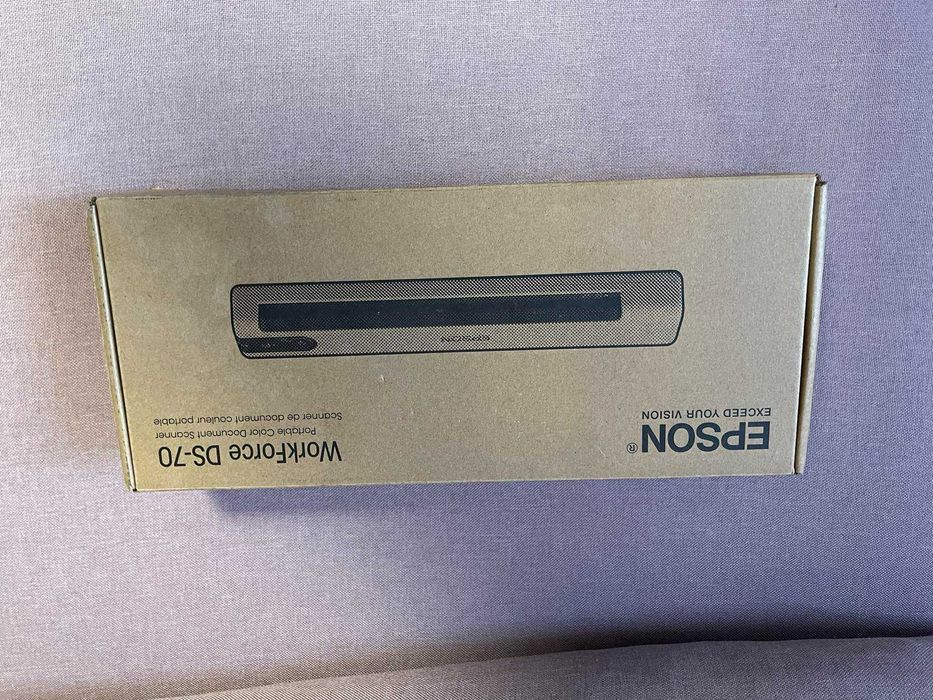 EPSON®
EXCEED YOUR VISION
WorkForce DS-70
Portable Color Document Scanner
Scanner de document couleur portable
EPSON